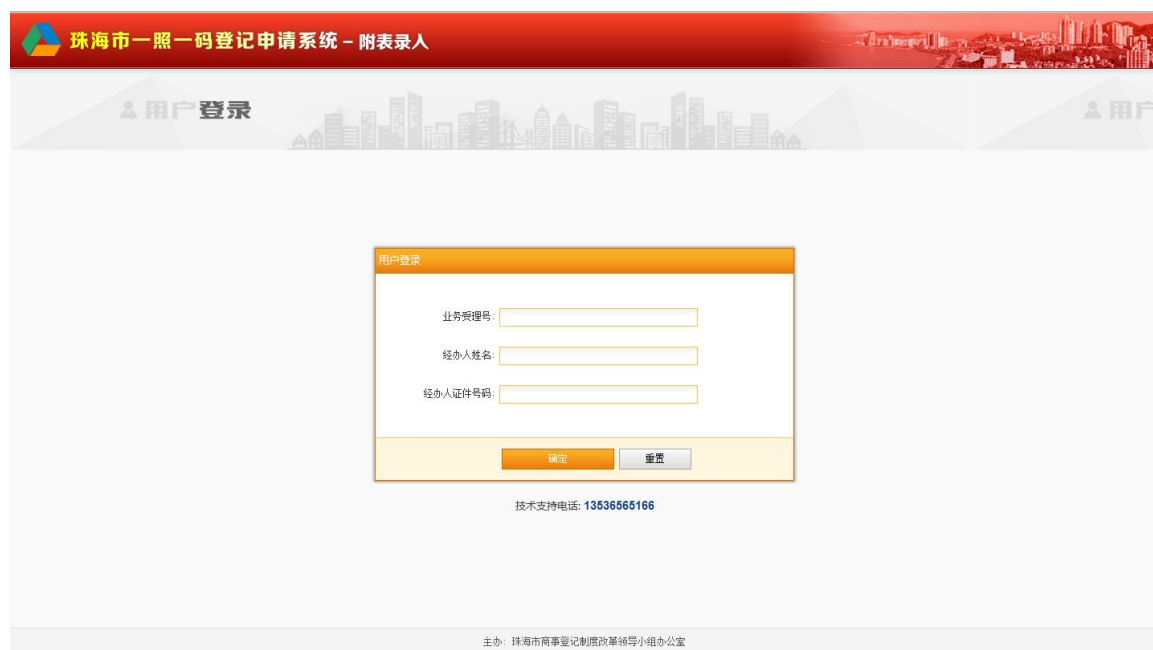 珠海市一照一码登记申请系统 – 附表录入
用户登录
用户
用户登录
业务受理号:
经办人姓名:
经办人证件号码:
确定 重置
技术支持电话: 13536565166
主办: 珠海市商事登记制度改革领导小组办公室